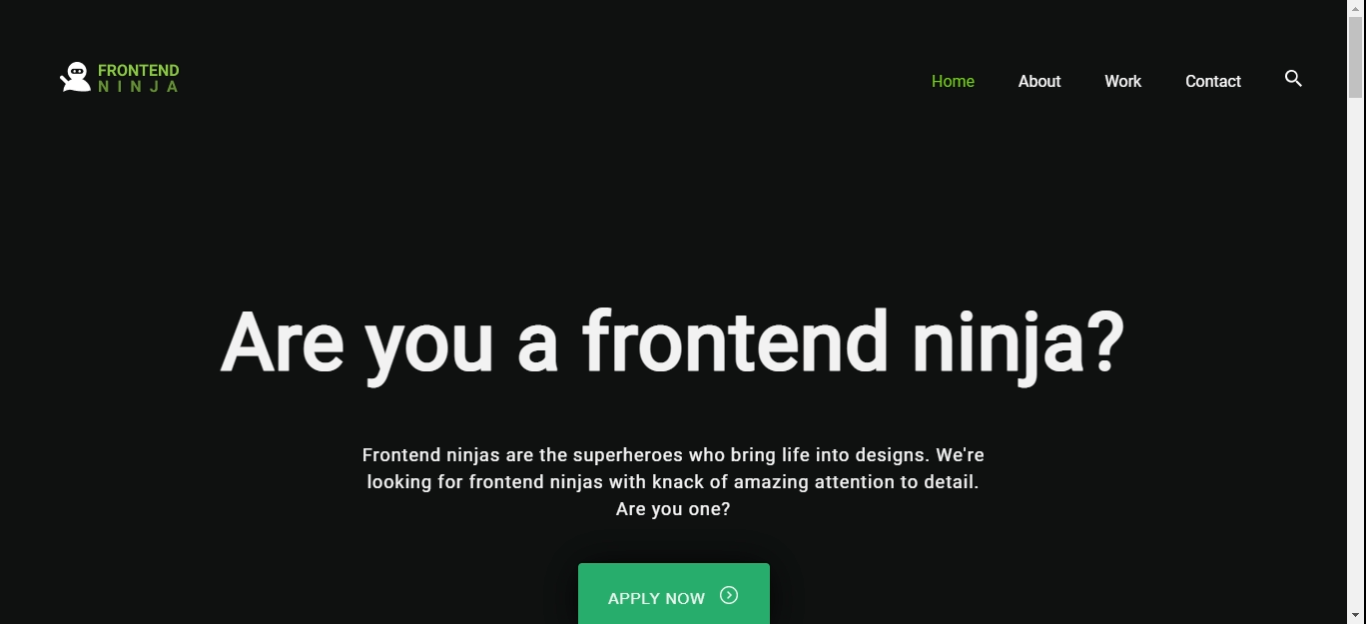 FRONTEND
NINJA
Home About Work Contact
Are you a frontend ninja?
Frontend ninjas are the superheroes who bring life into designs. We're
looking for frontend ninjas with knack of amazing attention to detail.
Are you one?
APPLY NOW